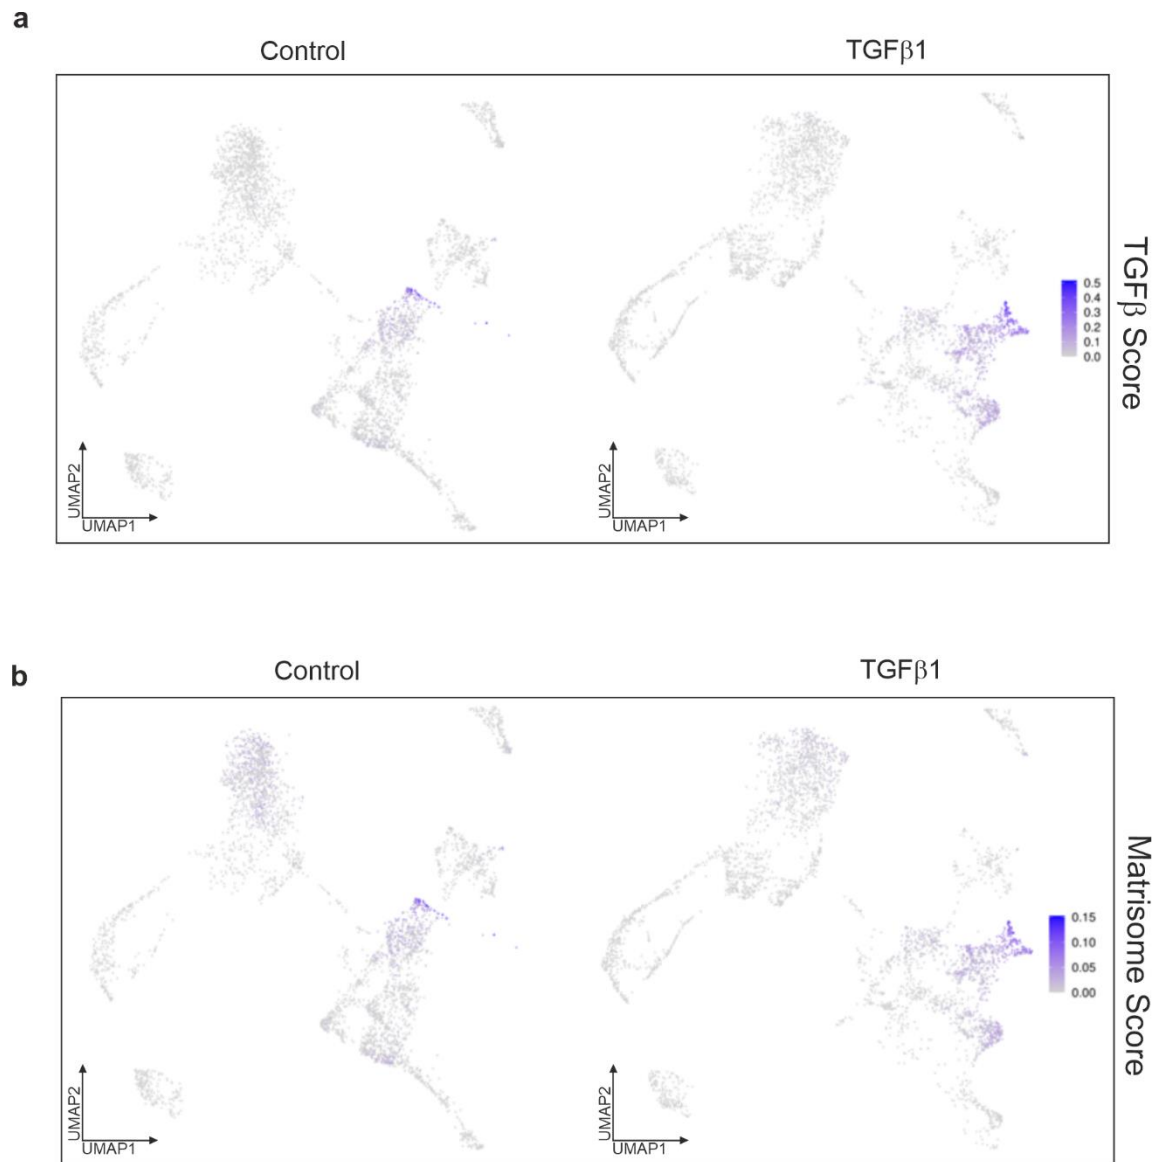 a
Control
TGFβ1
TGFβ Score
0.5
0.4
0.3
0.2
0.1
0.0
UMAP2
UMAP1
UMAP2
UMAP1
b
Control
TGFβ1
Matrisome Score
0.15
0.10
0.05
0.00
UMAP2
UMAP1
UMAP2
UMAP1